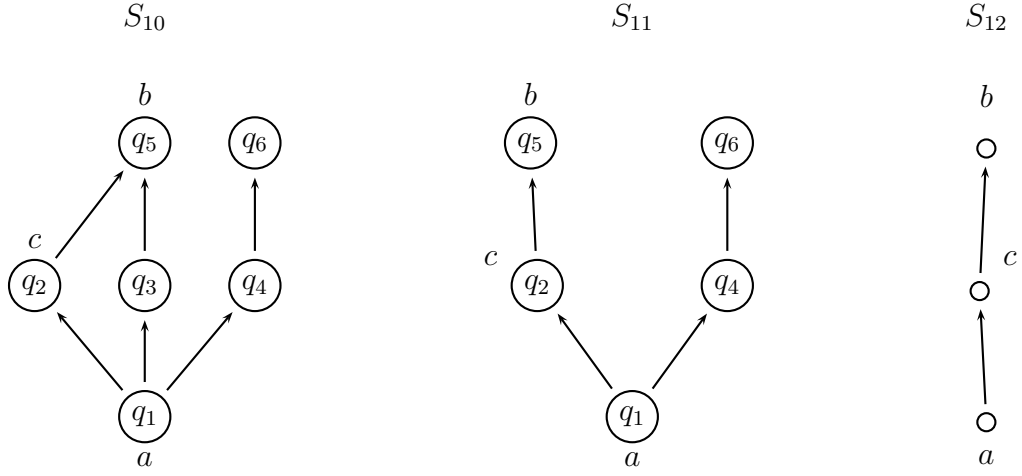 S₁₀ S₁₁ S₁₂
b b b
q₅ q₆ q₅ q₆
c c c
q₂ q₃ q₄ q₂ q₄
q₁ q₁
a a a